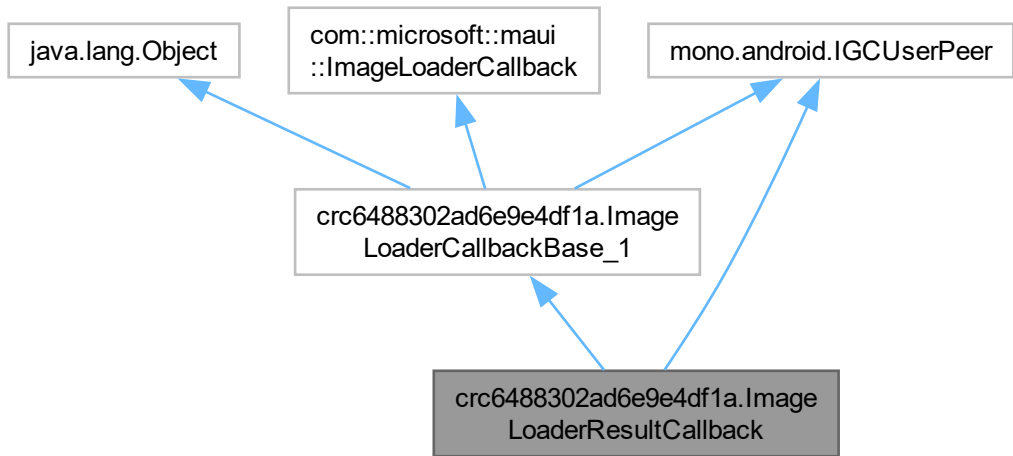 java.lang.Object
com::microsoft::maui
::ImageLoaderCallback
mono.android.IGCUserPeer
crc6488302ad6e9e4df1a.Image
LoaderCallbackBase_1
crc6488302ad6e9e4df1a.Image
LoaderResultCallback